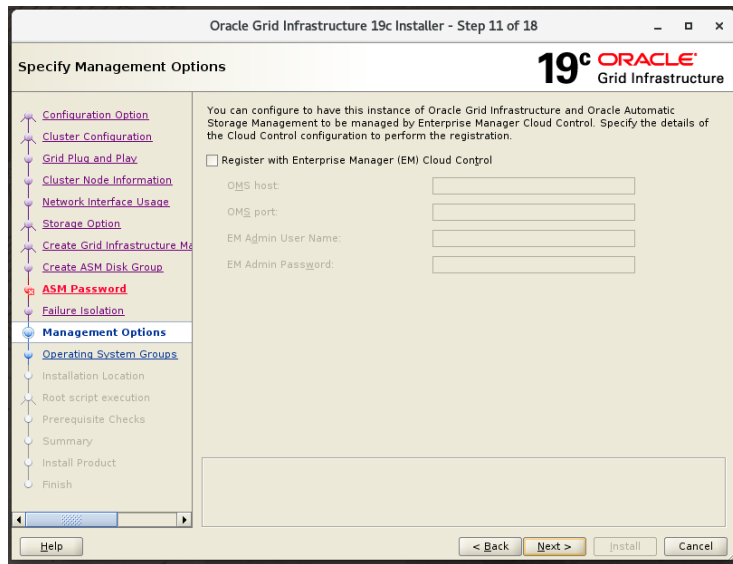 Oracle Grid Infrastructure 19c Installer - Step 11 of 18
Specify Management Options
19c ORACLE
Grid Infrastructure
Configuration Option
Cluster Configuration
Grid Plug and Play
Cluster Node Information
Network Interface Usage
Storage Option
Create Grid Infrastructure Ma
Create ASM Disk Group
ASM Password
Failure Isolation
Management Options
Operating System Groups
Installation Location
Root script execution
Prerequisite Checks
Summary
Install Product
Finish
You can configure to have this instance of Oracle Grid Infrastructure and Oracle Automatic
Storage Management to be managed by Enterprise Manager Cloud Control. Specify the details of
the Cloud Control configuration to perform the registration.
Register with Enterprise Manager (EM) Cloud Control
OMS host:
OMS port:
EM Admin User Name:
EM Admin Password:
Help
< Back
Next >
Install
Cancel